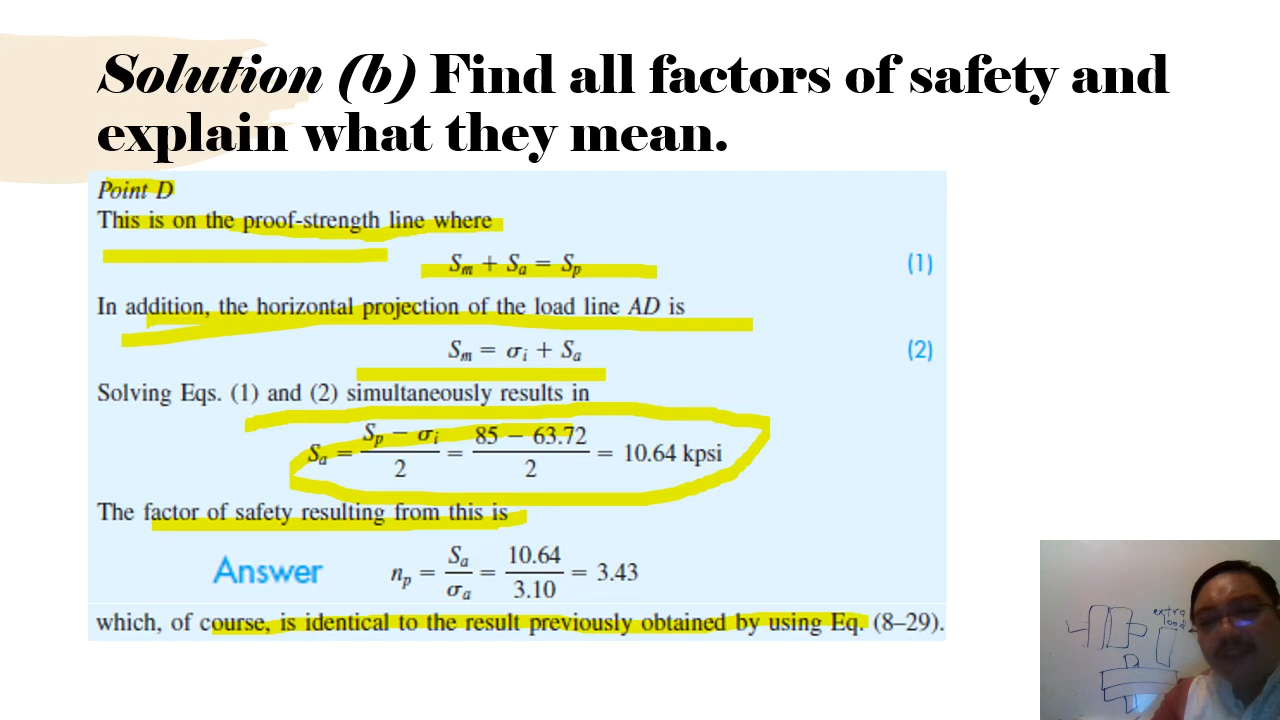 Solution (b) Find all factors of safety and
explain what they mean.
Point D
This is on the proof-strength line where
Sₘ + Sₐ = Sₚ (1)
In addition, the horizontal projection of the load line AD is
Sₘ = σᵢ + Sₐ (2)
Solving Eqs. (1) and (2) simultaneously results in
Sₐ = (Sₚ − σᵢ)/2 = (85 − 63.72)/2 = 10.64 kpsi
The factor of safety resulting from this is
Answer nₚ = Sₐ/σₐ = 10.64/3.10 = 3.43
which, of course, is identical to the result previously obtained by using Eq. (8–29).
extra
load